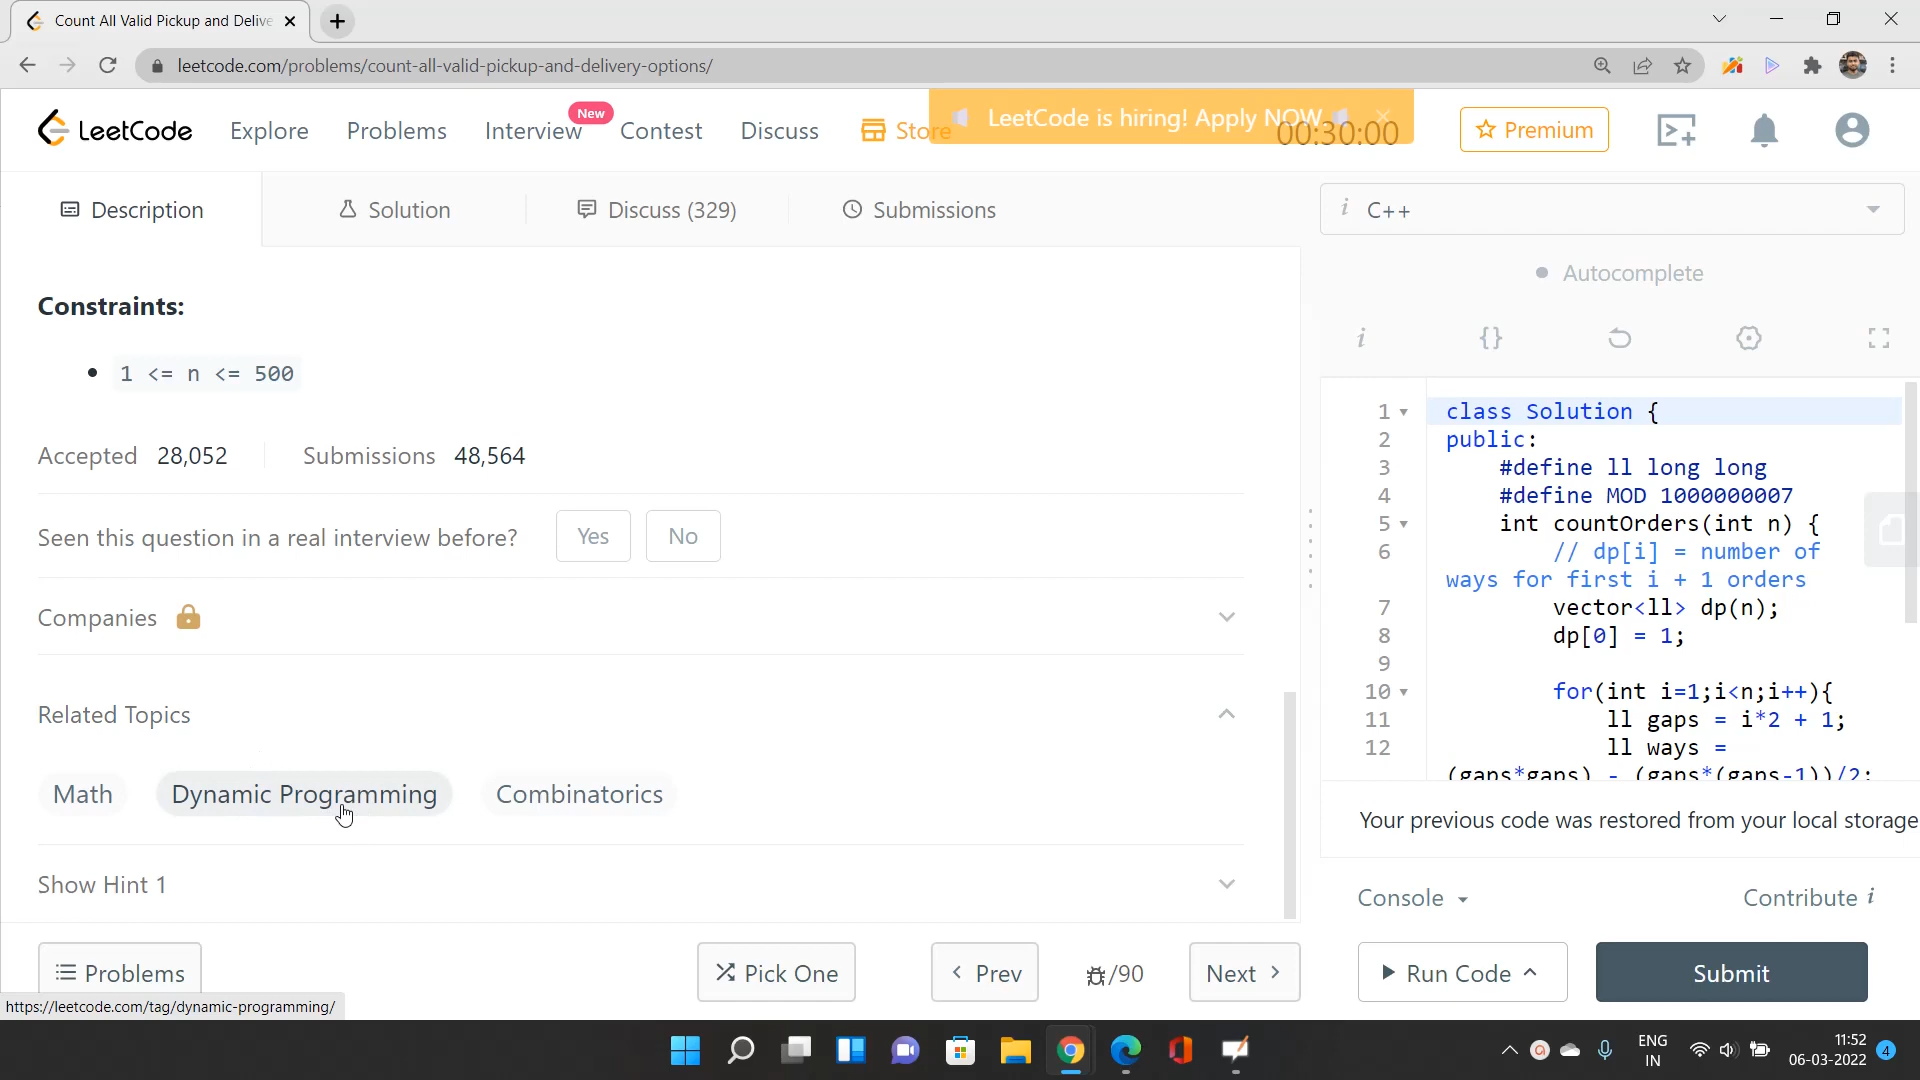 Count All Valid Pickup and Delive
leetcode.com/problems/count-all-valid-pickup-and-delivery-options/
LeetCode
Explore
Problems
Interview
New
Contest
Discuss
Store
LeetCode is hiring! Apply NOW
00:30:00
Premium
Description
Solution
Discuss (329)
Submissions
i C++
Constraints:
1 <= n <= 500
Accepted 28,052
Submissions 48,564
Seen this question in a real interview before?
Yes
No
Companies
Related Topics
Math
Dynamic Programming
Combinatorics
Show Hint 1
Problems
Pick One
Prev
/90
Next
https://leetcode.com/tag/dynamic-programming/
Autocomplete
i {}
1 class Solution {
2 public:
3 #define ll long long
4 #define MOD 1000000007
5 int countOrders(int n) {
6 // dp[i] = number of
ways for first i + 1 orders
7 vector<ll> dp(n);
8 dp[0] = 1;
9
10 for(int i=1;i<n;i++){
11 ll gaps = i*2 + 1;
12 ll ways =
(gaps*gaps) - (gaps*(gaps-1))/2;
Your previous code was restored from your local storage
Console
Contribute i
Run Code
Submit
ENG
IN
11:52
06-03-2022
4